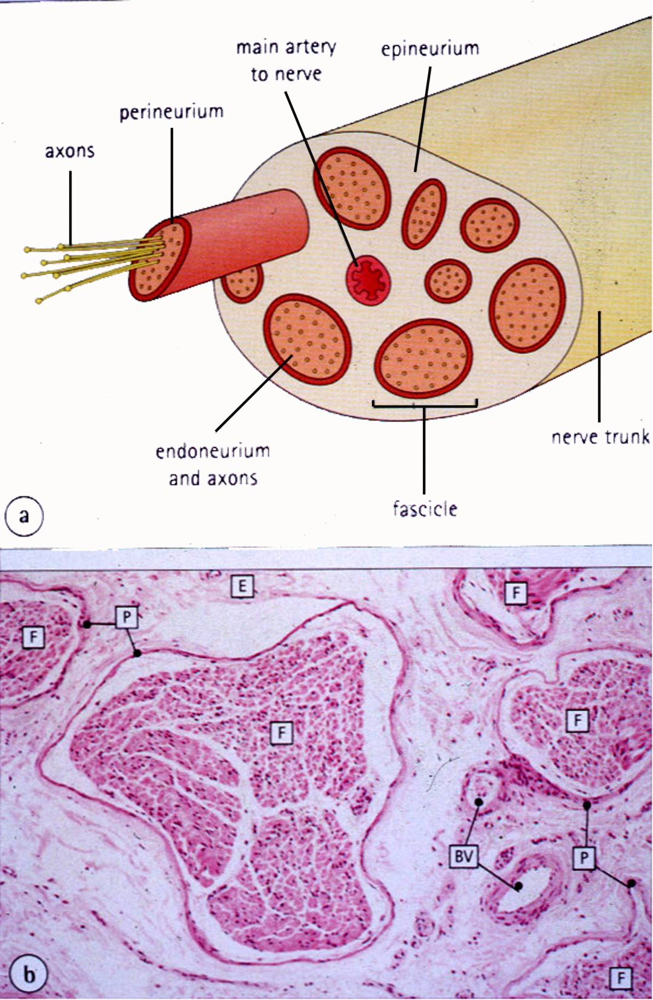 main artery
to nerve
epineurium
perineurium
axons
endoneurium
and axons
nerve trunk
fascicle
a
E
F
P
F
F
F
BV
P
b
F